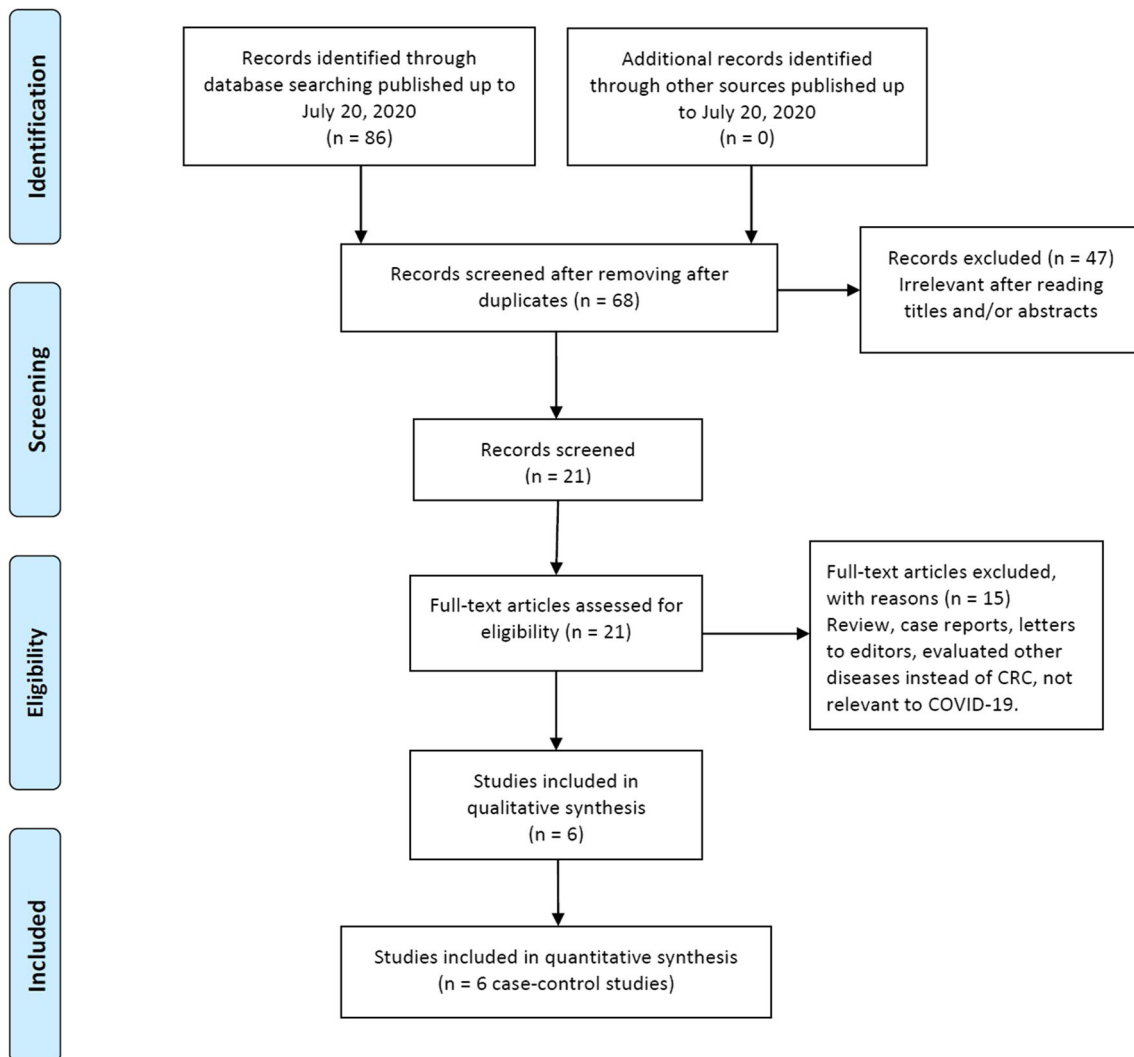 Identification
Records identified through
database searching published up to
July 20, 2020
(n = 86)
Additional records identified
through other sources published up
to July 20, 2020
(n = 0)
Records screened after removing after
duplicates (n = 68)
Records excluded (n = 47)
Irrelevant after reading
titles and/or abstracts
Screening
Records screened
(n = 21)
Eligibility
Full-text articles assessed for
eligibility (n = 21)
Full-text articles excluded,
with reasons (n = 15)
Review, case reports, letters
to editors, evaluated other
diseases instead of CRC, not
relevant to COVID-19.
Studies included in
qualitative synthesis
(n = 6)
Included
Studies included in quantitative synthesis
(n = 6 case-control studies)